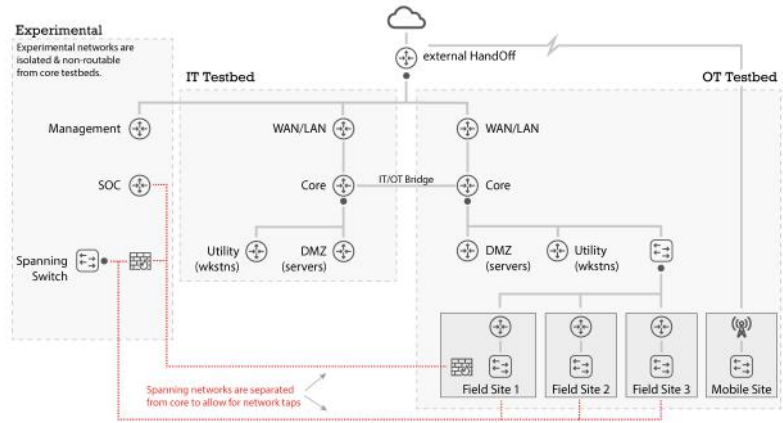 Experimental
Experimental networks are
isolated & non-routable
from core testbeds.
external HandOff
IT Testbed
OT Testbed
Management
WAN/LAN
WAN/LAN
SOC
Core
IT/OT Bridge
Core
Spanning
Switch
Utility
(wkstns)
DMZ
(servers)
DMZ
(servers)
Utility
(wkstns)
Field Site 1
Field Site 2
Field Site 3
Mobile Site
Spanning networks are separated
from core to allow for network taps